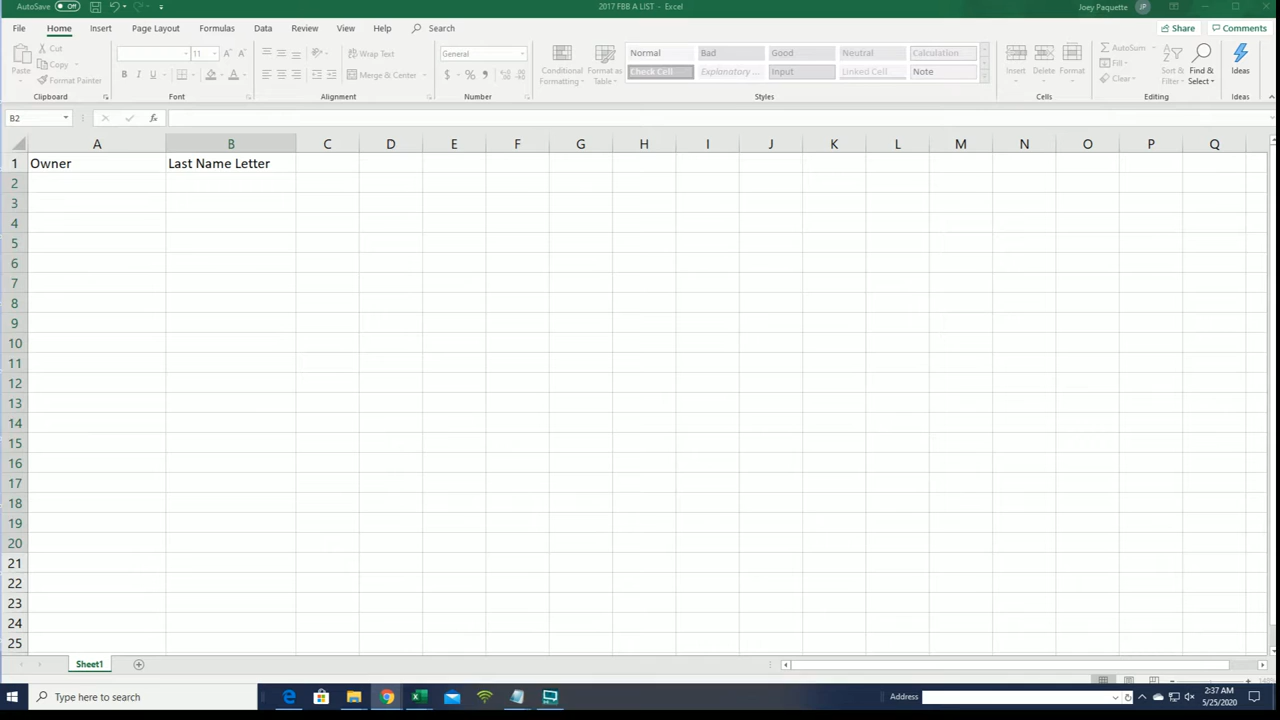 AutoSave Off 2017 FBB A LIST - Excel Joey Paquette JP
File Home Insert Page Layout Formulas Data Review View Help Search Share Comments
Paste Cut Copy Format Painter Clipboard
11 B I U A A Font
Wrap Text Merge & Center Alignment
General $ % , Number
Conditional Formatting Format as Table
Normal Bad Good Neutral Calculation
Check Cell Explanatory ... Input Linked Cell Note
Styles
Insert Delete Format Cells
AutoSum Fill Clear Sort & Filter Find & Select Editing
Ideas Ideas
B2 fx
A B C D E F G H I J K L M N O P Q
1 Owner Last Name Letter
2
3
4
5
6
7
8
9
10
11
12
13
14
15
16
17
18
19
20
21
22
23
24
25
Sheet1
Type here to search Address 2:37 AM
5/25/2020